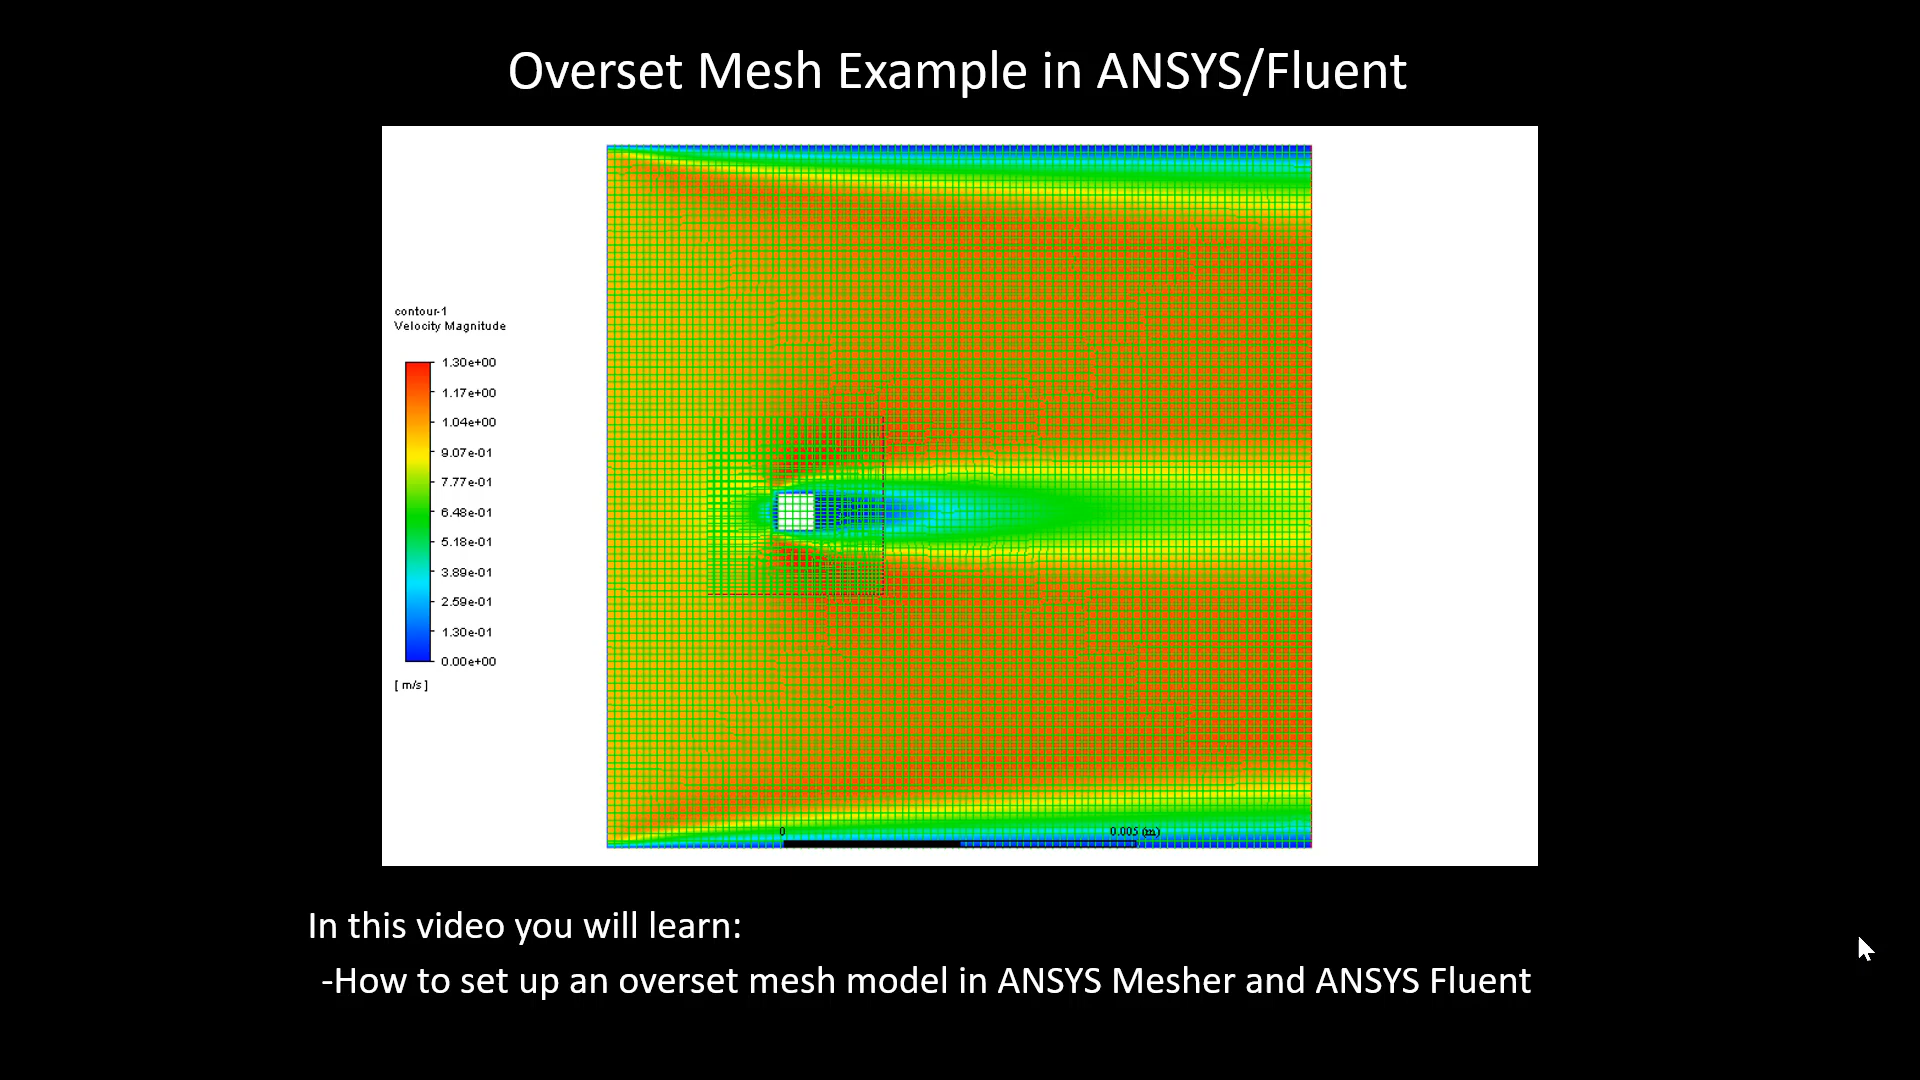 Overset Mesh Example in ANSYS/Fluent
contour-1
Velocity Magnitude
1.30e+00
1.17e+00
1.04e+00
9.07e-01
7.77e-01
6.48e-01
5.18e-01
3.89e-01
2.59e-01
1.30e-01
0.00e+00
[ m/s ]
0 0.005 (m)
In this video you will learn:
-How to set up an overset mesh model in ANSYS Mesher and ANSYS Fluent